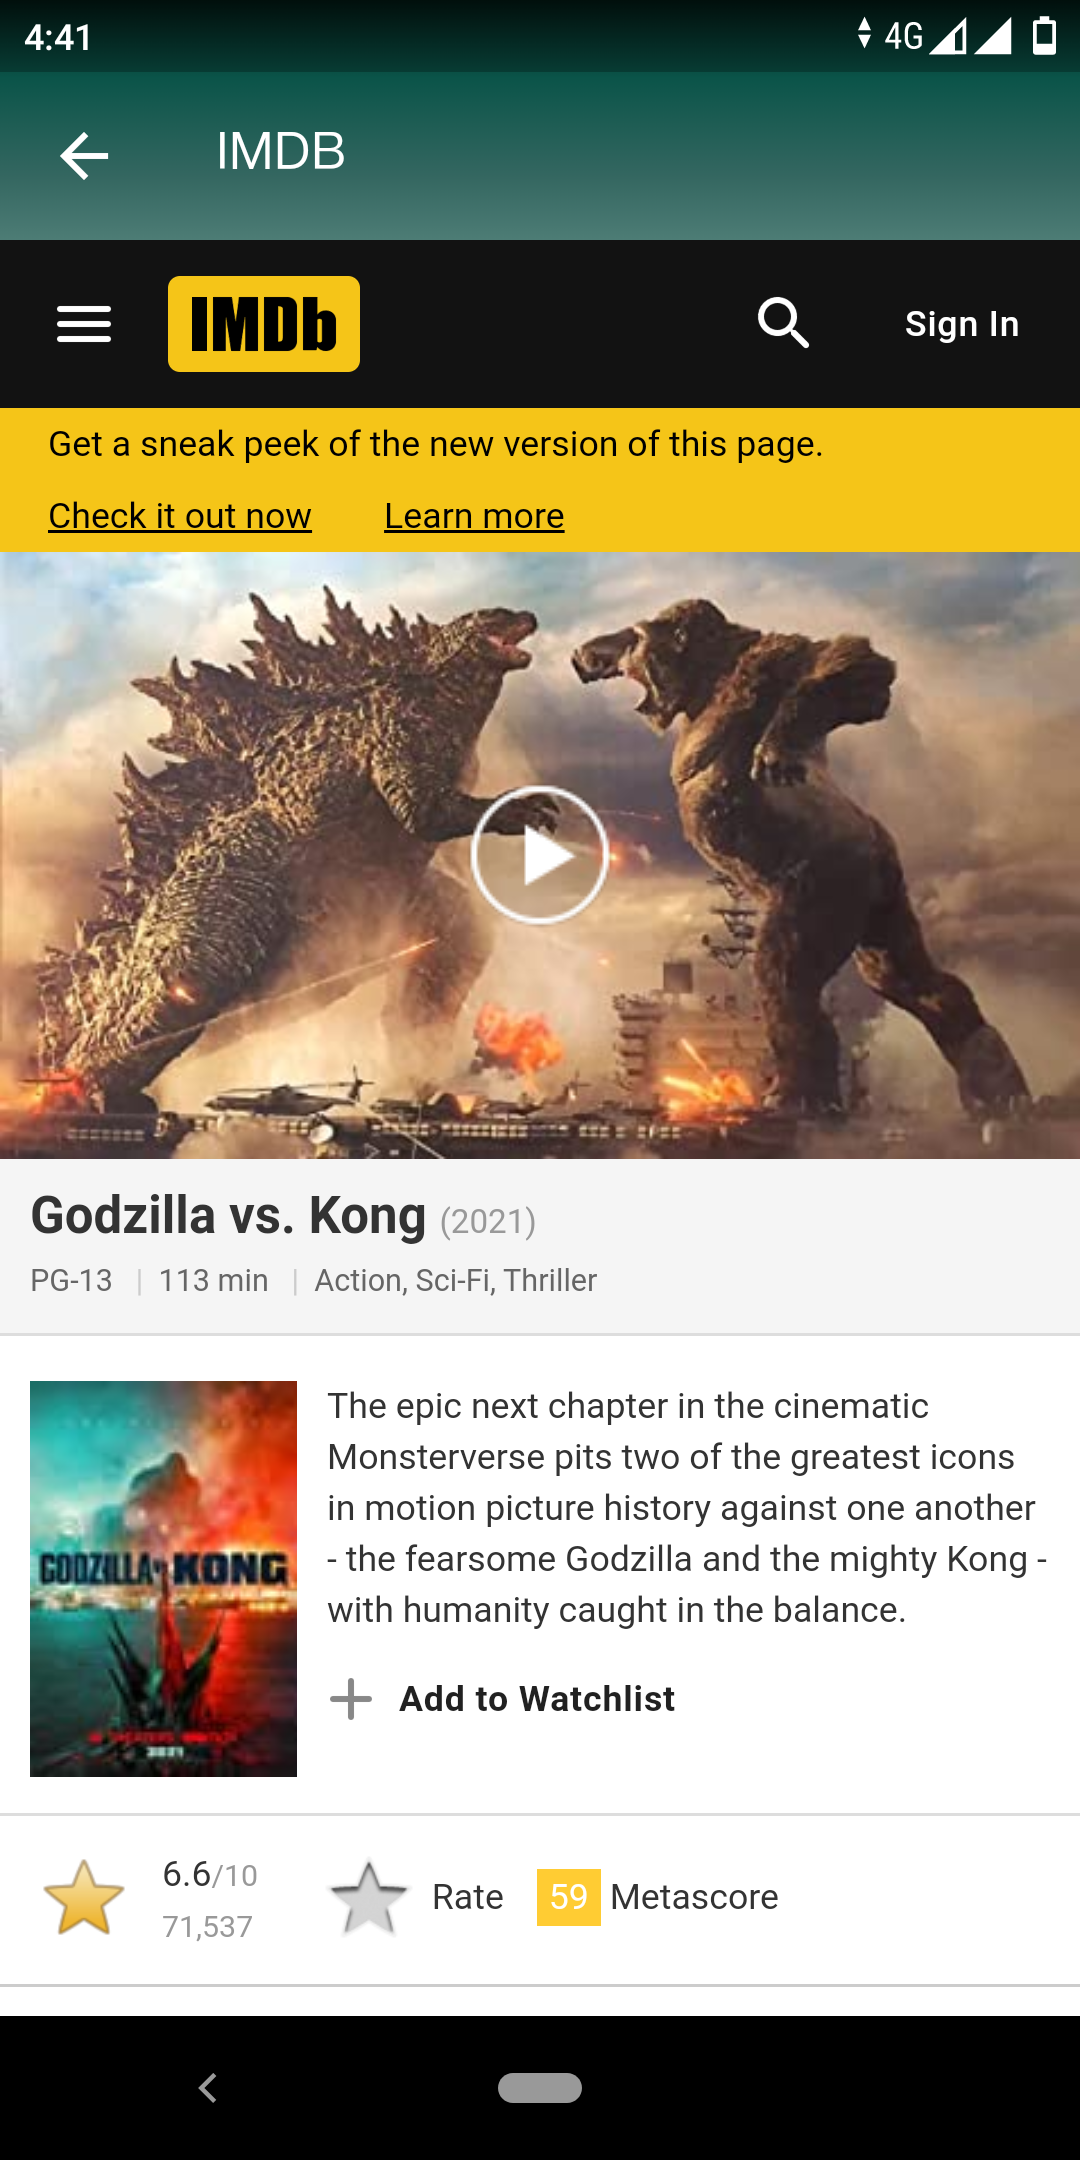 4:41
4G
IMDB
IMDb
Sign In
Get a sneak peek of the new version of this page.
Check it out now Learn more
Godzilla vs. Kong (2021)
PG-13 | 113 min | Action, Sci-Fi, Thriller
The epic next chapter in the cinematic
Monsterverse pits two of the greatest icons
in motion picture history against one another
- the fearsome Godzilla and the mighty Kong -
with humanity caught in the balance.
GODZILLA VS KONG
2021
Add to Watchlist
6.6/10
71,537
Rate
59 Metascore